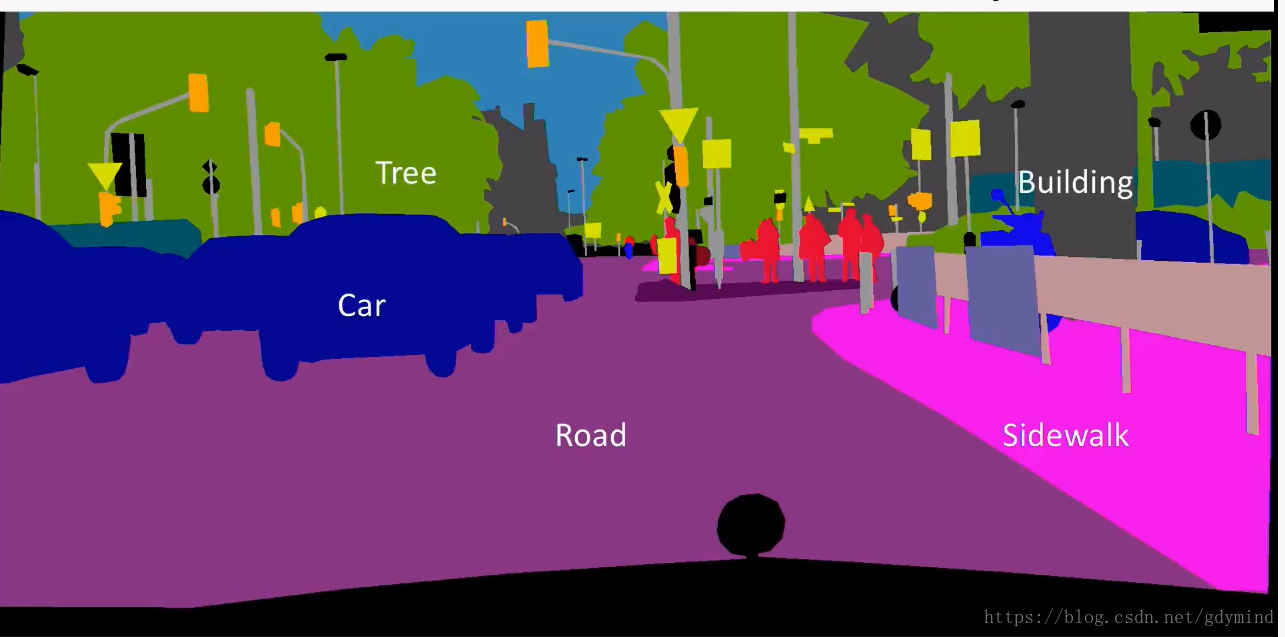 Tree
Building
Car
Road
Sidewalk
https://blog.csdn.net/gdymind